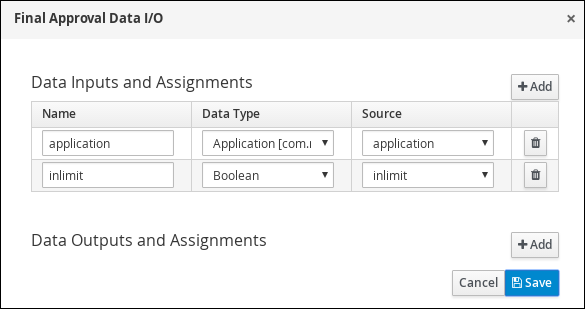 Final Approval Data I/O ×
Data Inputs and Assignments + Add
Name Data Type Source
application Application [com.r application
inlimit Boolean inlimit
Data Outputs and Assignments + Add
Cancel Save